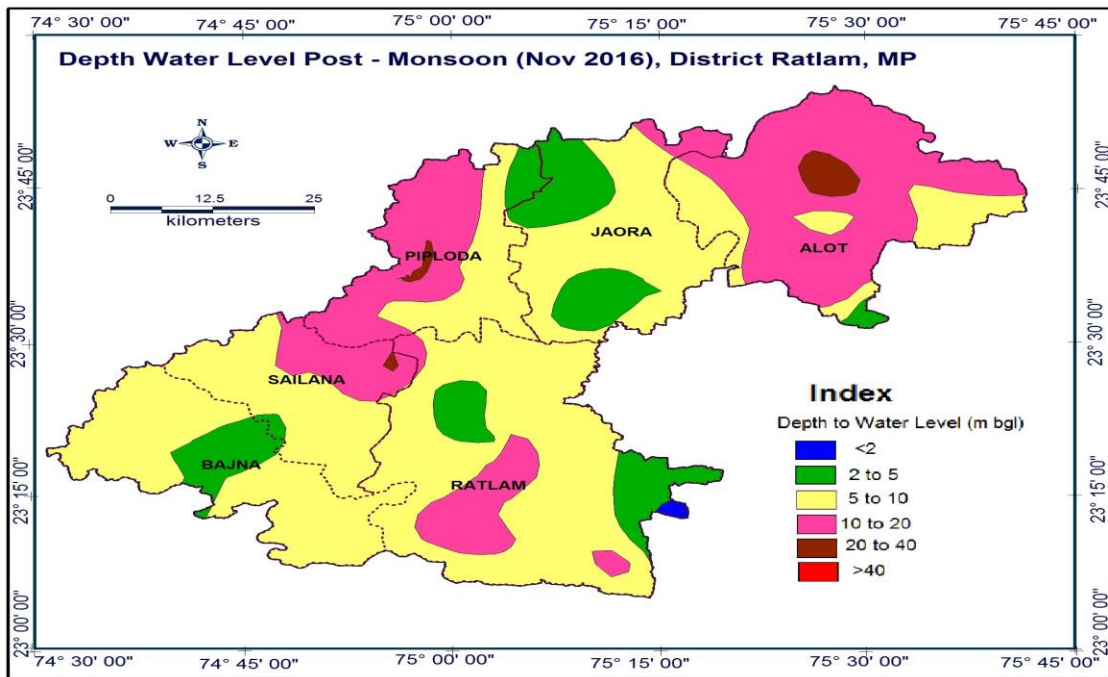 74° 30' 00" 74° 45' 00" 75° 00' 00" 75° 15' 00" 75° 30' 00" 75° 45' 00"
Depth Water Level Post - Monsoon (Nov 2016), District Ratlam, MP
N
W E
S
23° 45' 00" 23° 45' 00"
0 12.5 25
kilometers
JAORA
PIPLODA
ALOT
23° 30' 00" 23° 30' 00"
SAILANA
Index
Depth to Water Level (m bgl)
<2
2 to 5
5 to 10
10 to 20
20 to 40
>40
BAJNA
RATLAM
23° 15' 00" 23° 15' 00"
23° 00' 00" 23° 00' 00"
74° 30' 00" 74° 45' 00" 75° 00' 00" 75° 15' 00" 75° 30' 00" 75° 45' 00"